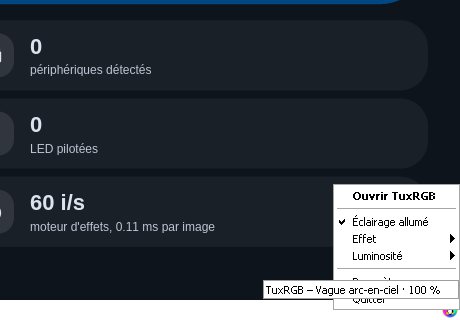 0
périphériques détectés
0
LED pilotées
60 i/s
moteur d'effets, 0.11 ms par image
Ouvrir TuxRGB
Éclairage allumé
Effet
Luminosité
TuxRGB – Vague arc-en-ciel · 100 %
Quitter